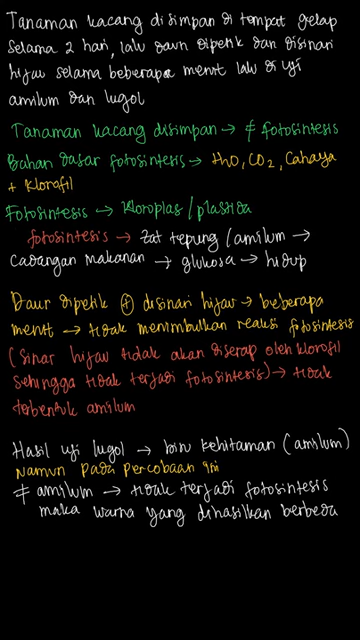 Tanaman kacang disimpan di tempat gelap
selama 2 hari, lalu daun dipetik dan disinari
hijau selama beberapa menit lalu di uji
amilum dan lugol
Tanaman kacang disimpan → ≠ fotosintesis
Bahan dasar fotosintesis → H2O, CO2, Cahaya
+ Klorofil
Fotosintesis → Kloroplas / plastida
fotosintesis → Zat tepung / amilum →
cadangan makanan → glukosa → hidup
Daun dipetik (+) disinari hijau → beberapa
menit → tidak menimbulkan reaksi fotosintesis
(Sinar hijau tidak akan diserap oleh klorofil
sehingga tidak terjadi fotosintesis) → tidak
terbentuk amilum
Hasil uji lugol → biru kehitaman (amilum)
Namun pada percobaan ini
≠ amilum → tidak terjadi fotosintesis
maka warna yang dihasilkan berbeda